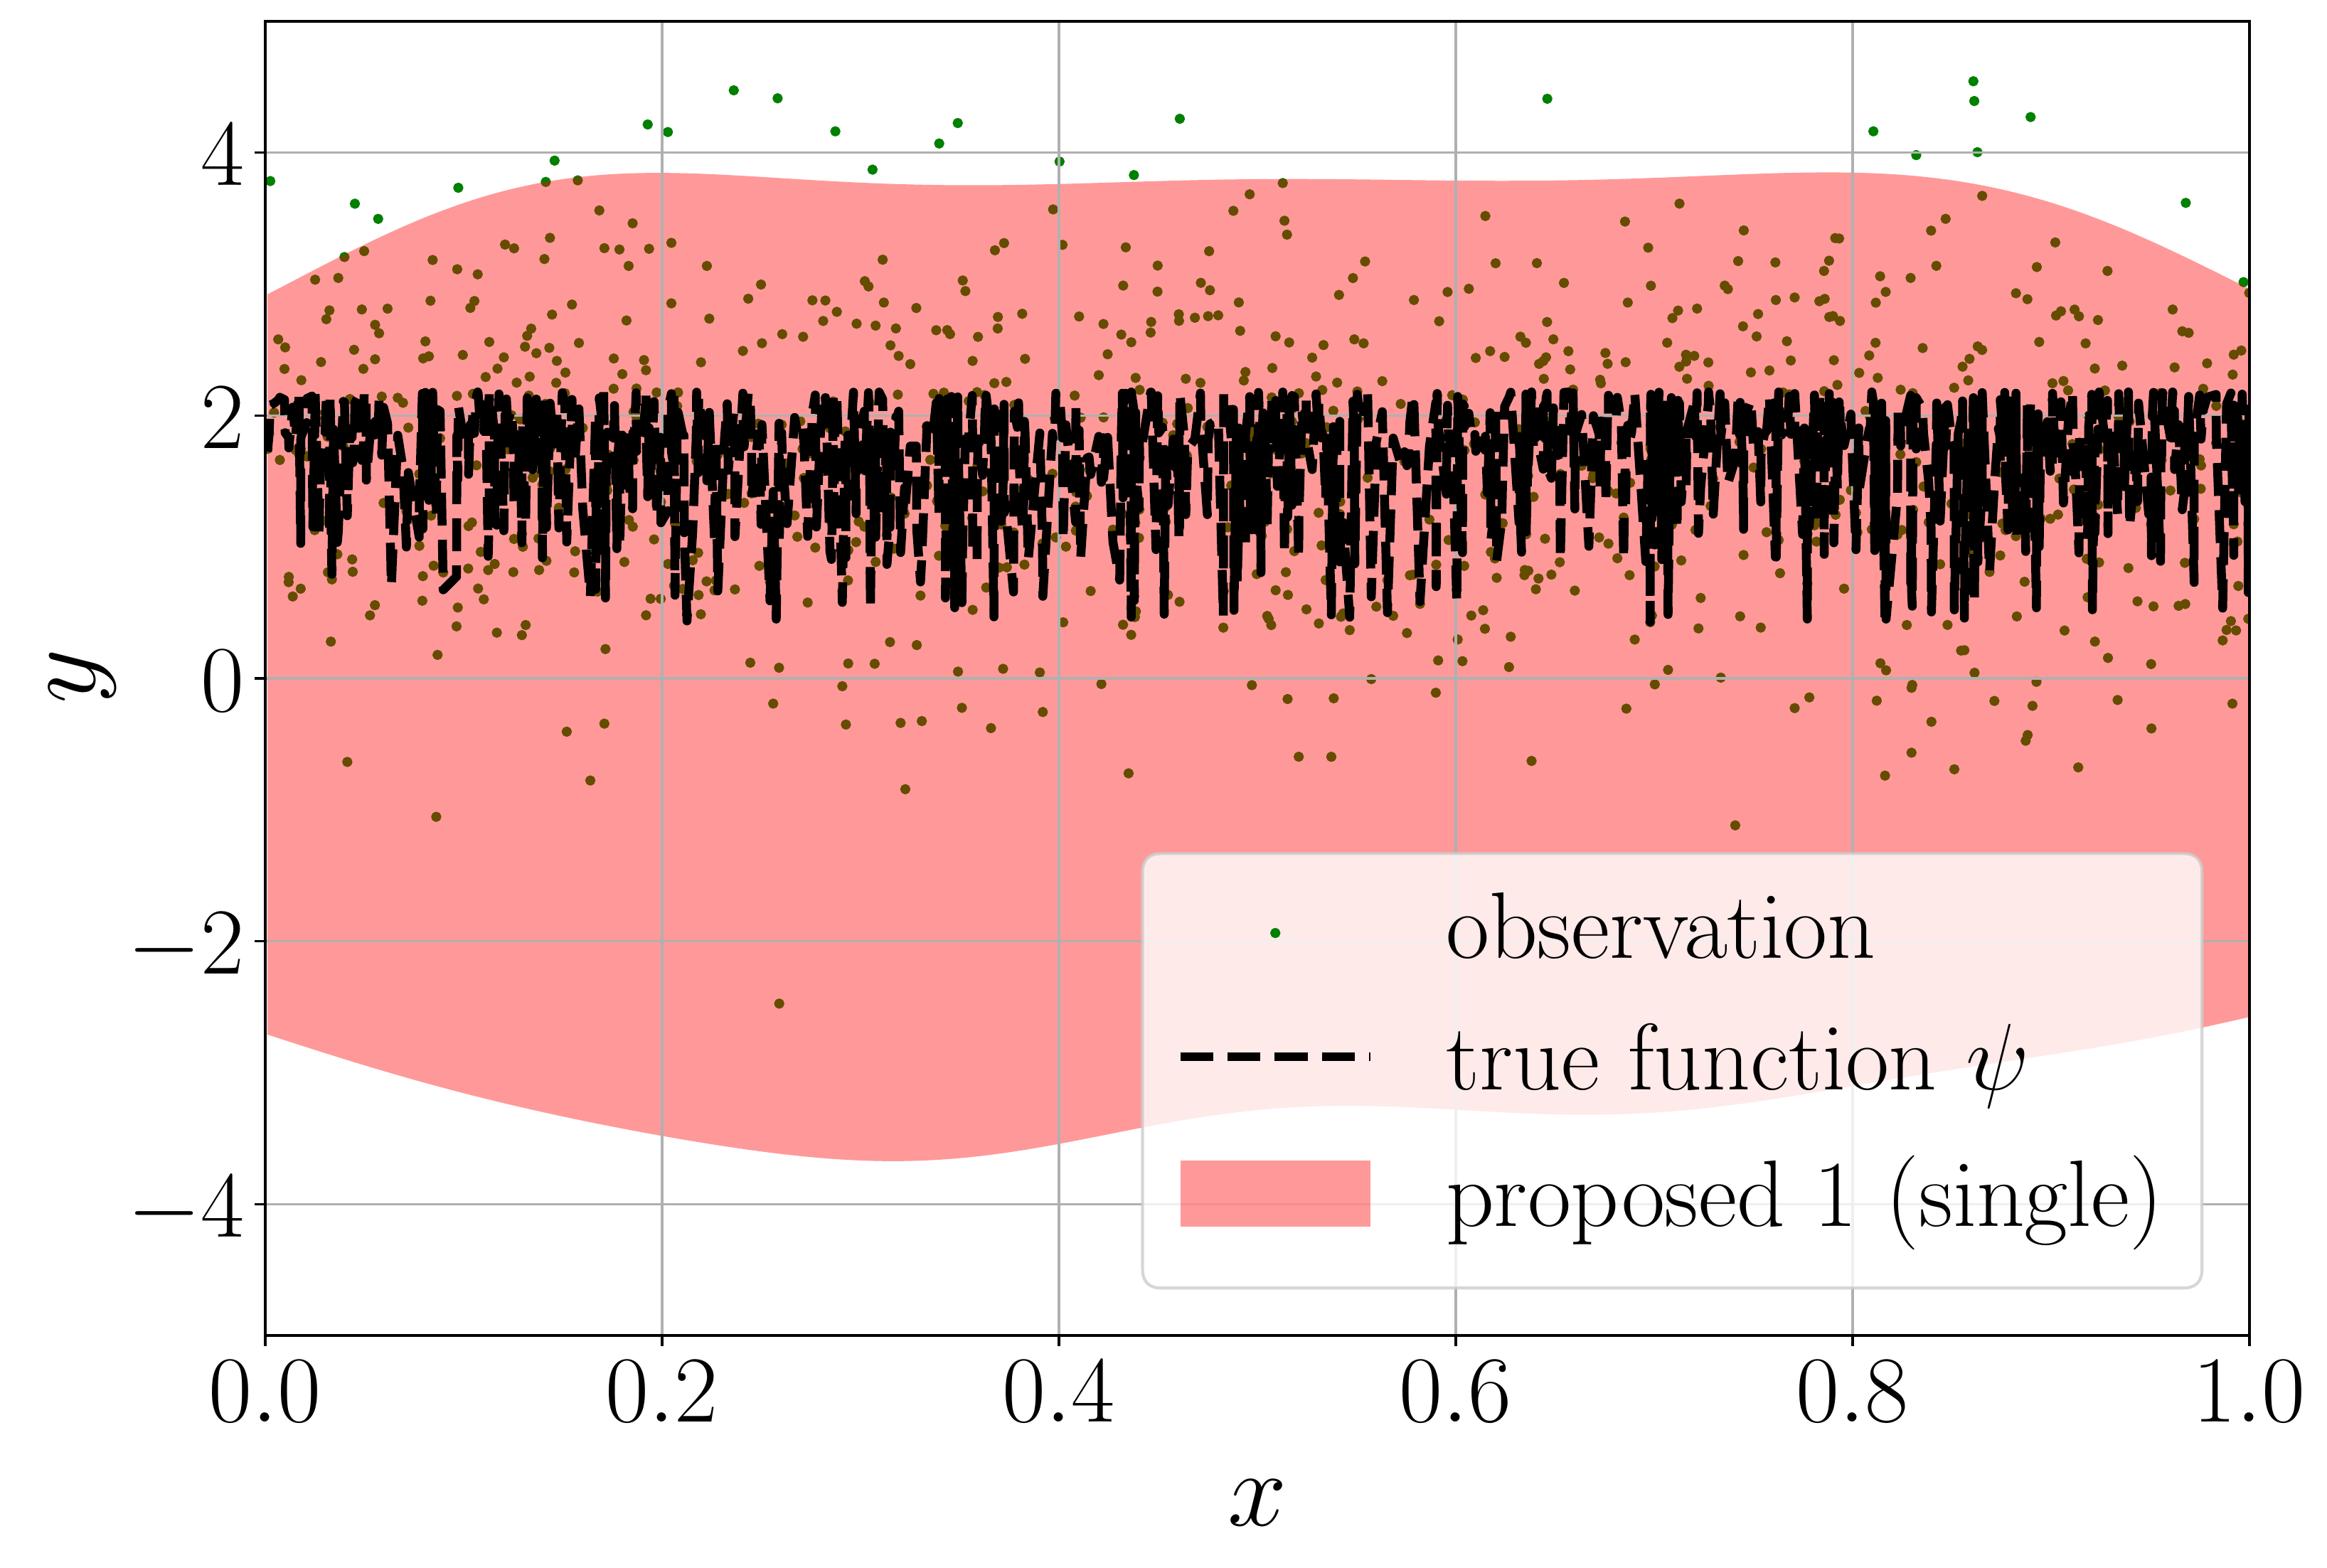 y
4
2
0
−2
−4
observation
true function ψ
proposed 1 (single)
0.0 0.2 0.4 0.6 0.8 1.0
x